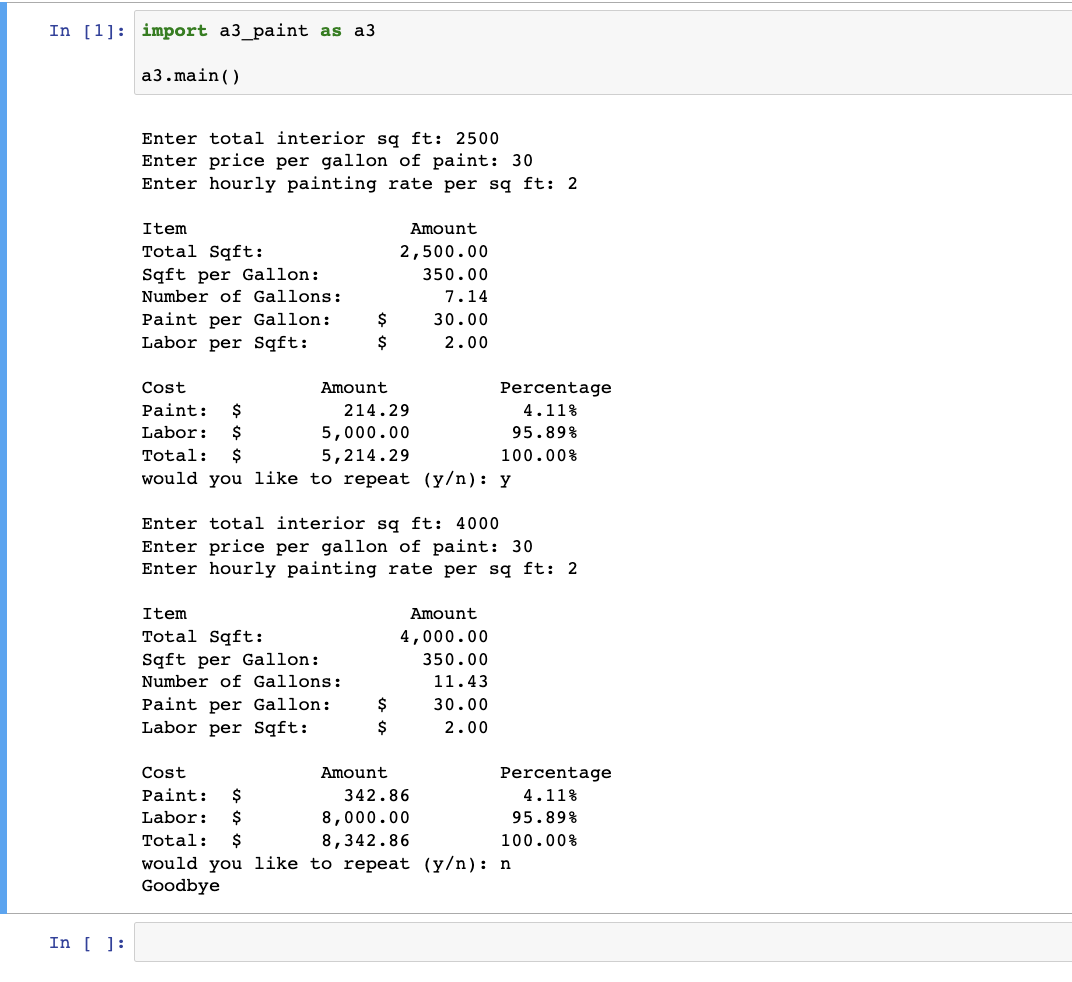 In [1]: import a3_paint as a3
a3.main()
Enter total interior sq ft: 2500
Enter price per gallon of paint: 30
Enter hourly painting rate per sq ft: 2
Item Amount
Total Sqft: 2,500.00
Sqft per Gallon: 350.00
Number of Gallons: 7.14
Paint per Gallon: $ 30.00
Labor per Sqft: $ 2.00
Cost Amount Percentage
Paint: $ 214.29 4.11%
Labor: $ 5,000.00 95.89%
Total: $ 5,214.29 100.00%
would you like to repeat (y/n): y
Enter total interior sq ft: 4000
Enter price per gallon of paint: 30
Enter hourly painting rate per sq ft: 2
Item Amount
Total Sqft: 4,000.00
Sqft per Gallon: 350.00
Number of Gallons: 11.43
Paint per Gallon: $ 30.00
Labor per Sqft: $ 2.00
Cost Amount Percentage
Paint: $ 342.86 4.11%
Labor: $ 8,000.00 95.89%
Total: $ 8,342.86 100.00%
would you like to repeat (y/n): n
Goodbye
In [ ]: